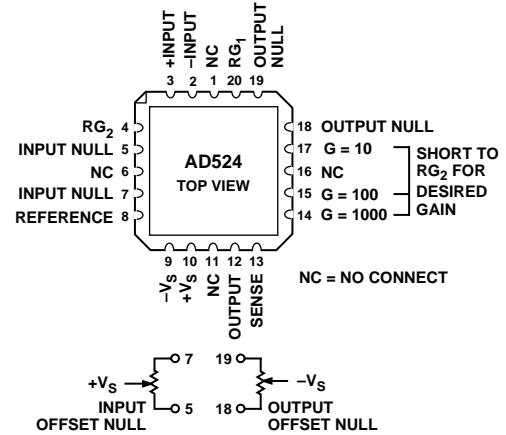 +INPUT
–INPUT
NC
RG1
OUTPUT
NULL
3 2 1 20 19
RG2 4
INPUT NULL 5
NC 6
INPUT NULL 7
REFERENCE 8
AD524
TOP VIEW
18 OUTPUT NULL
17 G = 10
16 NC
15 G = 100
14 G = 1000
SHORT TO
RG2 FOR
DESIRED
GAIN
9 10 11 12 13
–VS
+VS
NC
OUTPUT
SENSE
NC = NO CONNECT
7
+VS
5
INPUT
OFFSET NULL
19
–VS
18
OUTPUT
OFFSET NULL